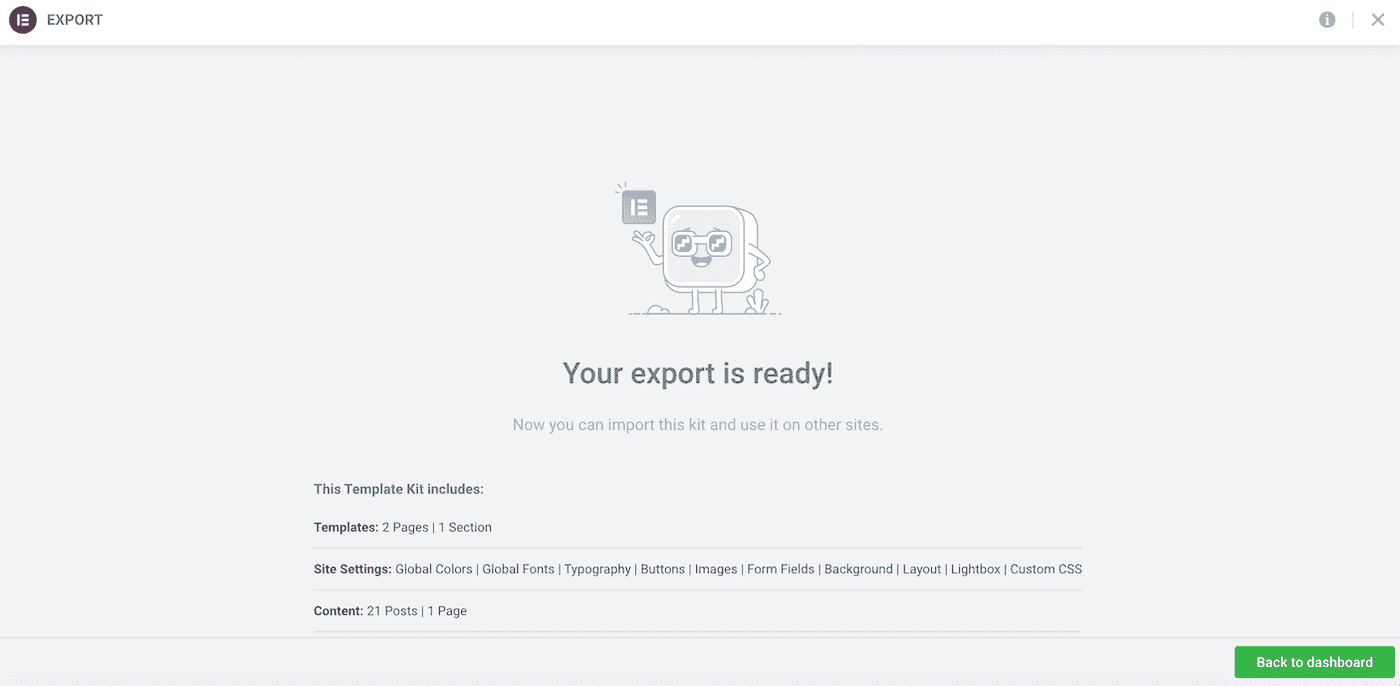 EXPORT
Your export is ready!
Now you can import this kit and use it on other sites.
This Template Kit includes:
Templates: 2 Pages | 1 Section
Site Settings: Global Colors | Global Fonts | Typography | Buttons | Images | Form Fields | Background | Layout | Lightbox | Custom CSS
Content: 21 Posts | 1 Page
Back to dashboard